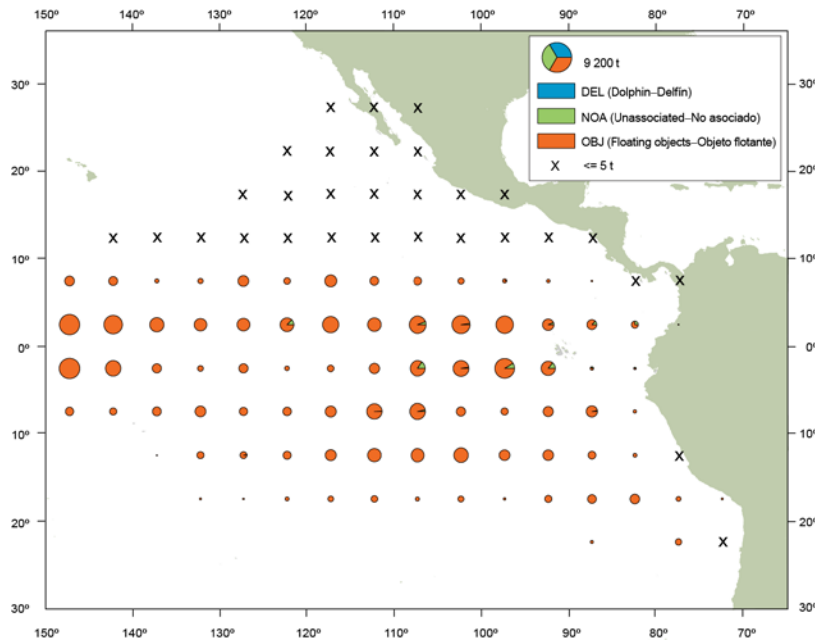 150º 140º 130º 120º 110º 100º 90º 80º 70º
9 200 t
DEL (Dolphin–Delfín)
NOA (Unassociated–No asociado)
OBJ (Floating objects–Objeto flotante)
X <= 5 t
30º 30º
X X X
X X X X
20º 20º
X X X X X X X
X X X X X X X X X X X X
10º 10º
X X
0º 0º
10º 10º
X
20º 20º
X
30º 30º
150º 140º 130º 120º 110º 100º 90º 80º 70º